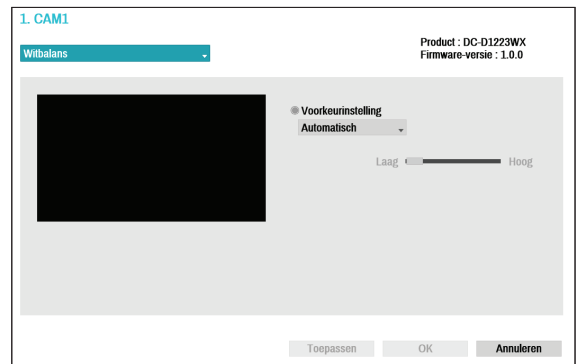 1. CAM1
Witbalans
Product : DC-D1223WX
Firmware-versie : 1.0.0
Voorkeurinstelling
Automatisch
Laag Hoog
Toepassen OK Annuleren